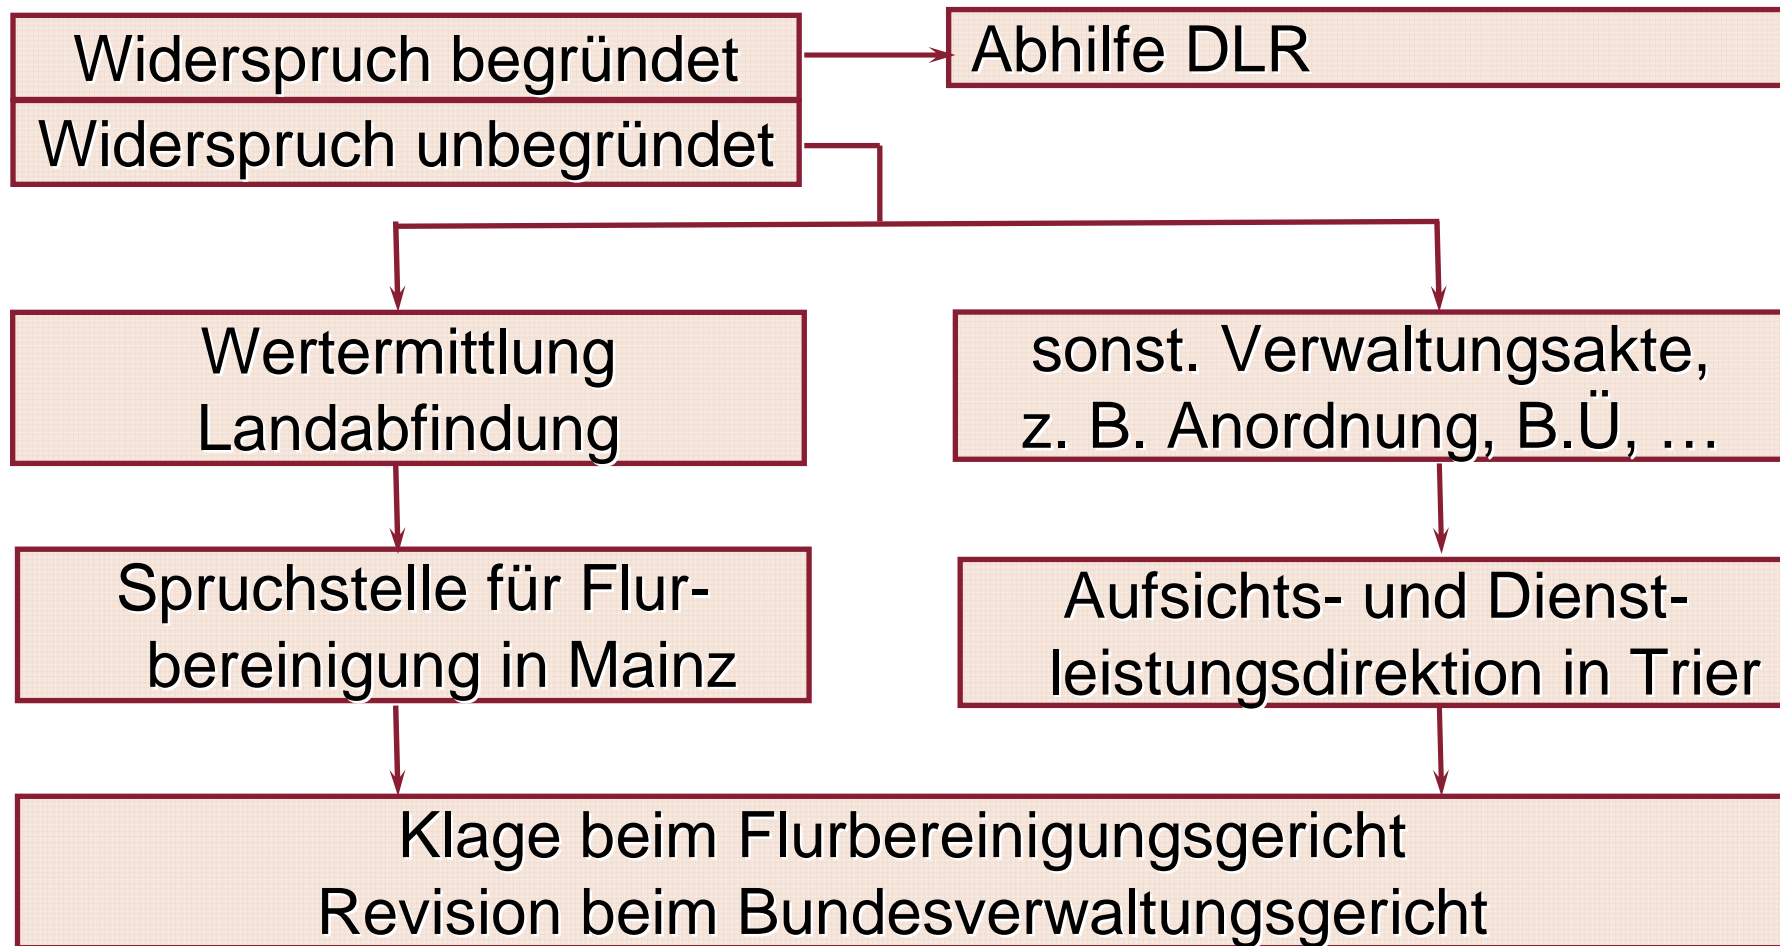 Widerspruch begründet
Abhilfe DLR
Widerspruch unbegründet
Wertermittlung
Landabfindung
sonst. Verwaltungsakte,
z. B. Anordnung, B.Ü, …
Spruchstelle für Flur-
bereinigung in Mainz
Aufsichts- und Dienst-
leistungsdirektion in Trier
Klage beim Flurbereinigungsgericht
Revision beim Bundesverwaltungsgericht